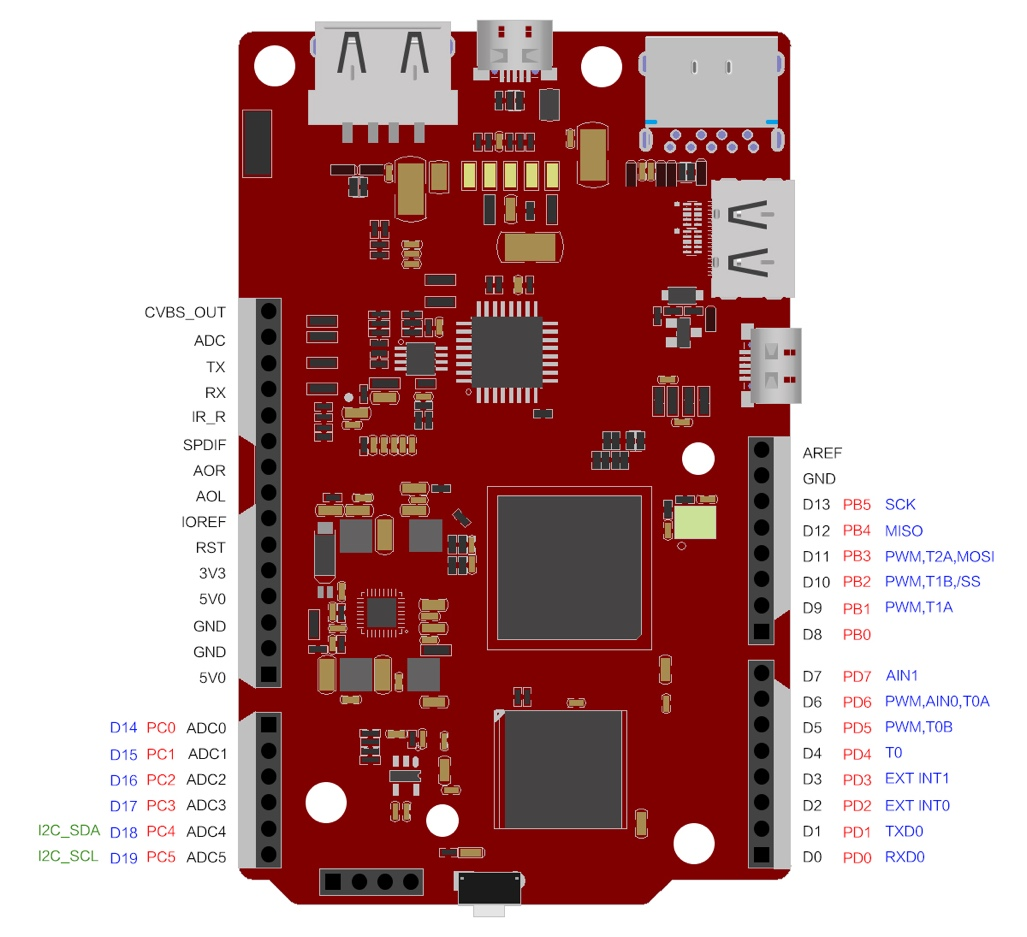 CVBS_OUT
ADC
TX
RX
IR_R
SPDIF
AOR
AOL
IOREF
RST
3V3
5V0
GND
GND
5V0
D14 PC0 ADC0
D15 PC1 ADC1
D16 PC2 ADC2
D17 PC3 ADC3
I2C_SDA D18 PC4 ADC4
I2C_SCL D19 PC5 ADC5
AREF
GND
D13 PB5 SCK
D12 PB4 MISO
D11 PB3 PWM,T2A,MOSI
D10 PB2 PWM,T1B,/SS
D9 PB1 PWM,T1A
D8 PB0
D7 PD7 AIN1
D6 PD6 PWM,AIN0,T0A
D5 PD5 PWM,T0B
D4 PD4 T0
D3 PD3 EXT INT1
D2 PD2 EXT INT0
D1 PD1 TXD0
D0 PD0 RXD0